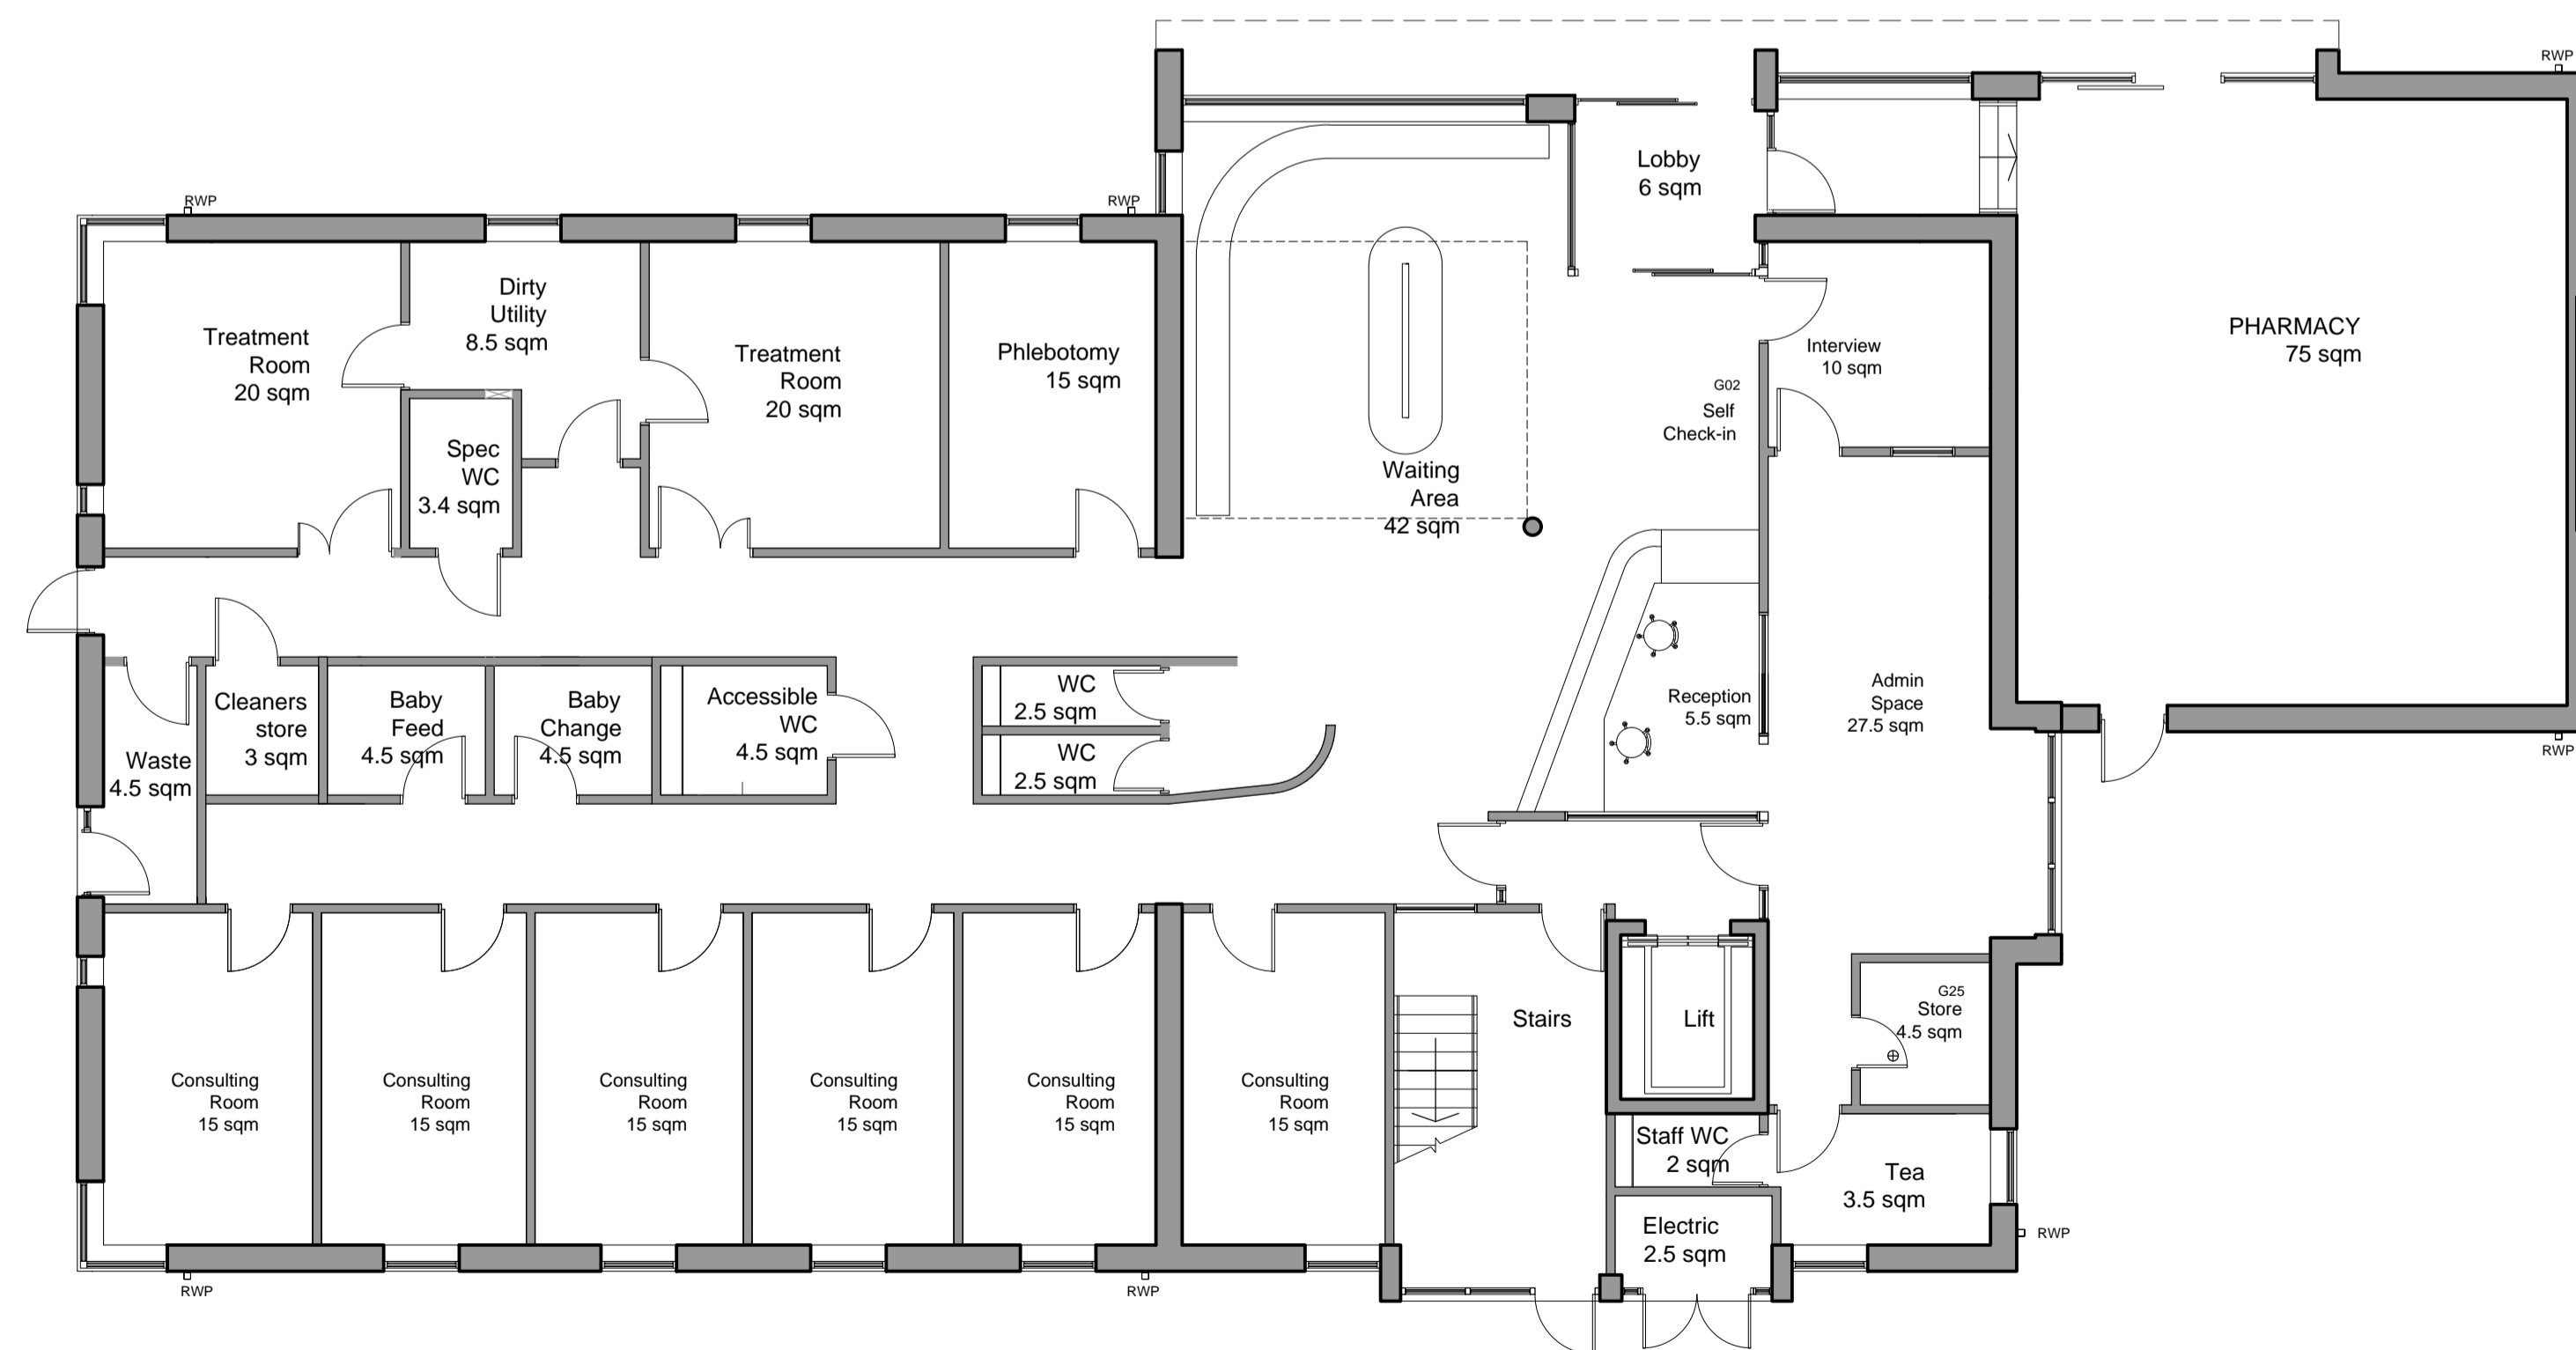 RWP
Lobby
6 sqm
RWP
RWP
Dirty
Utility
8.5 sqm
Treatment
Room
20 sqm
Treatment
Room
20 sqm
Phlebotomy
15 sqm
Interview
10 sqm
PHARMACY
75 sqm
G02
Self
Check-in
Spec
WC
3.4 sqm
Waiting
Area
42 sqm
Waste
4.5 sqm
Cleaners
store
3 sqm
Baby
Feed
4.5 sqm
Baby
Change
4.5 sqm
Accessible
WC
4.5 sqm
WC
2.5 sqm
WC
2.5 sqm
Reception
5.5 sqm
Admin
Space
27.5 sqm
RWP
Stairs
Lift
G25
Store
4.5 sqm
Consulting
Room
15 sqm
Consulting
Room
15 sqm
Consulting
Room
15 sqm
Consulting
Room
15 sqm
Consulting
Room
15 sqm
Consulting
Room
15 sqm
Staff WC
2 sqm
Tea
3.5 sqm
Electric
2.5 sqm
RWP
RWP
RWP